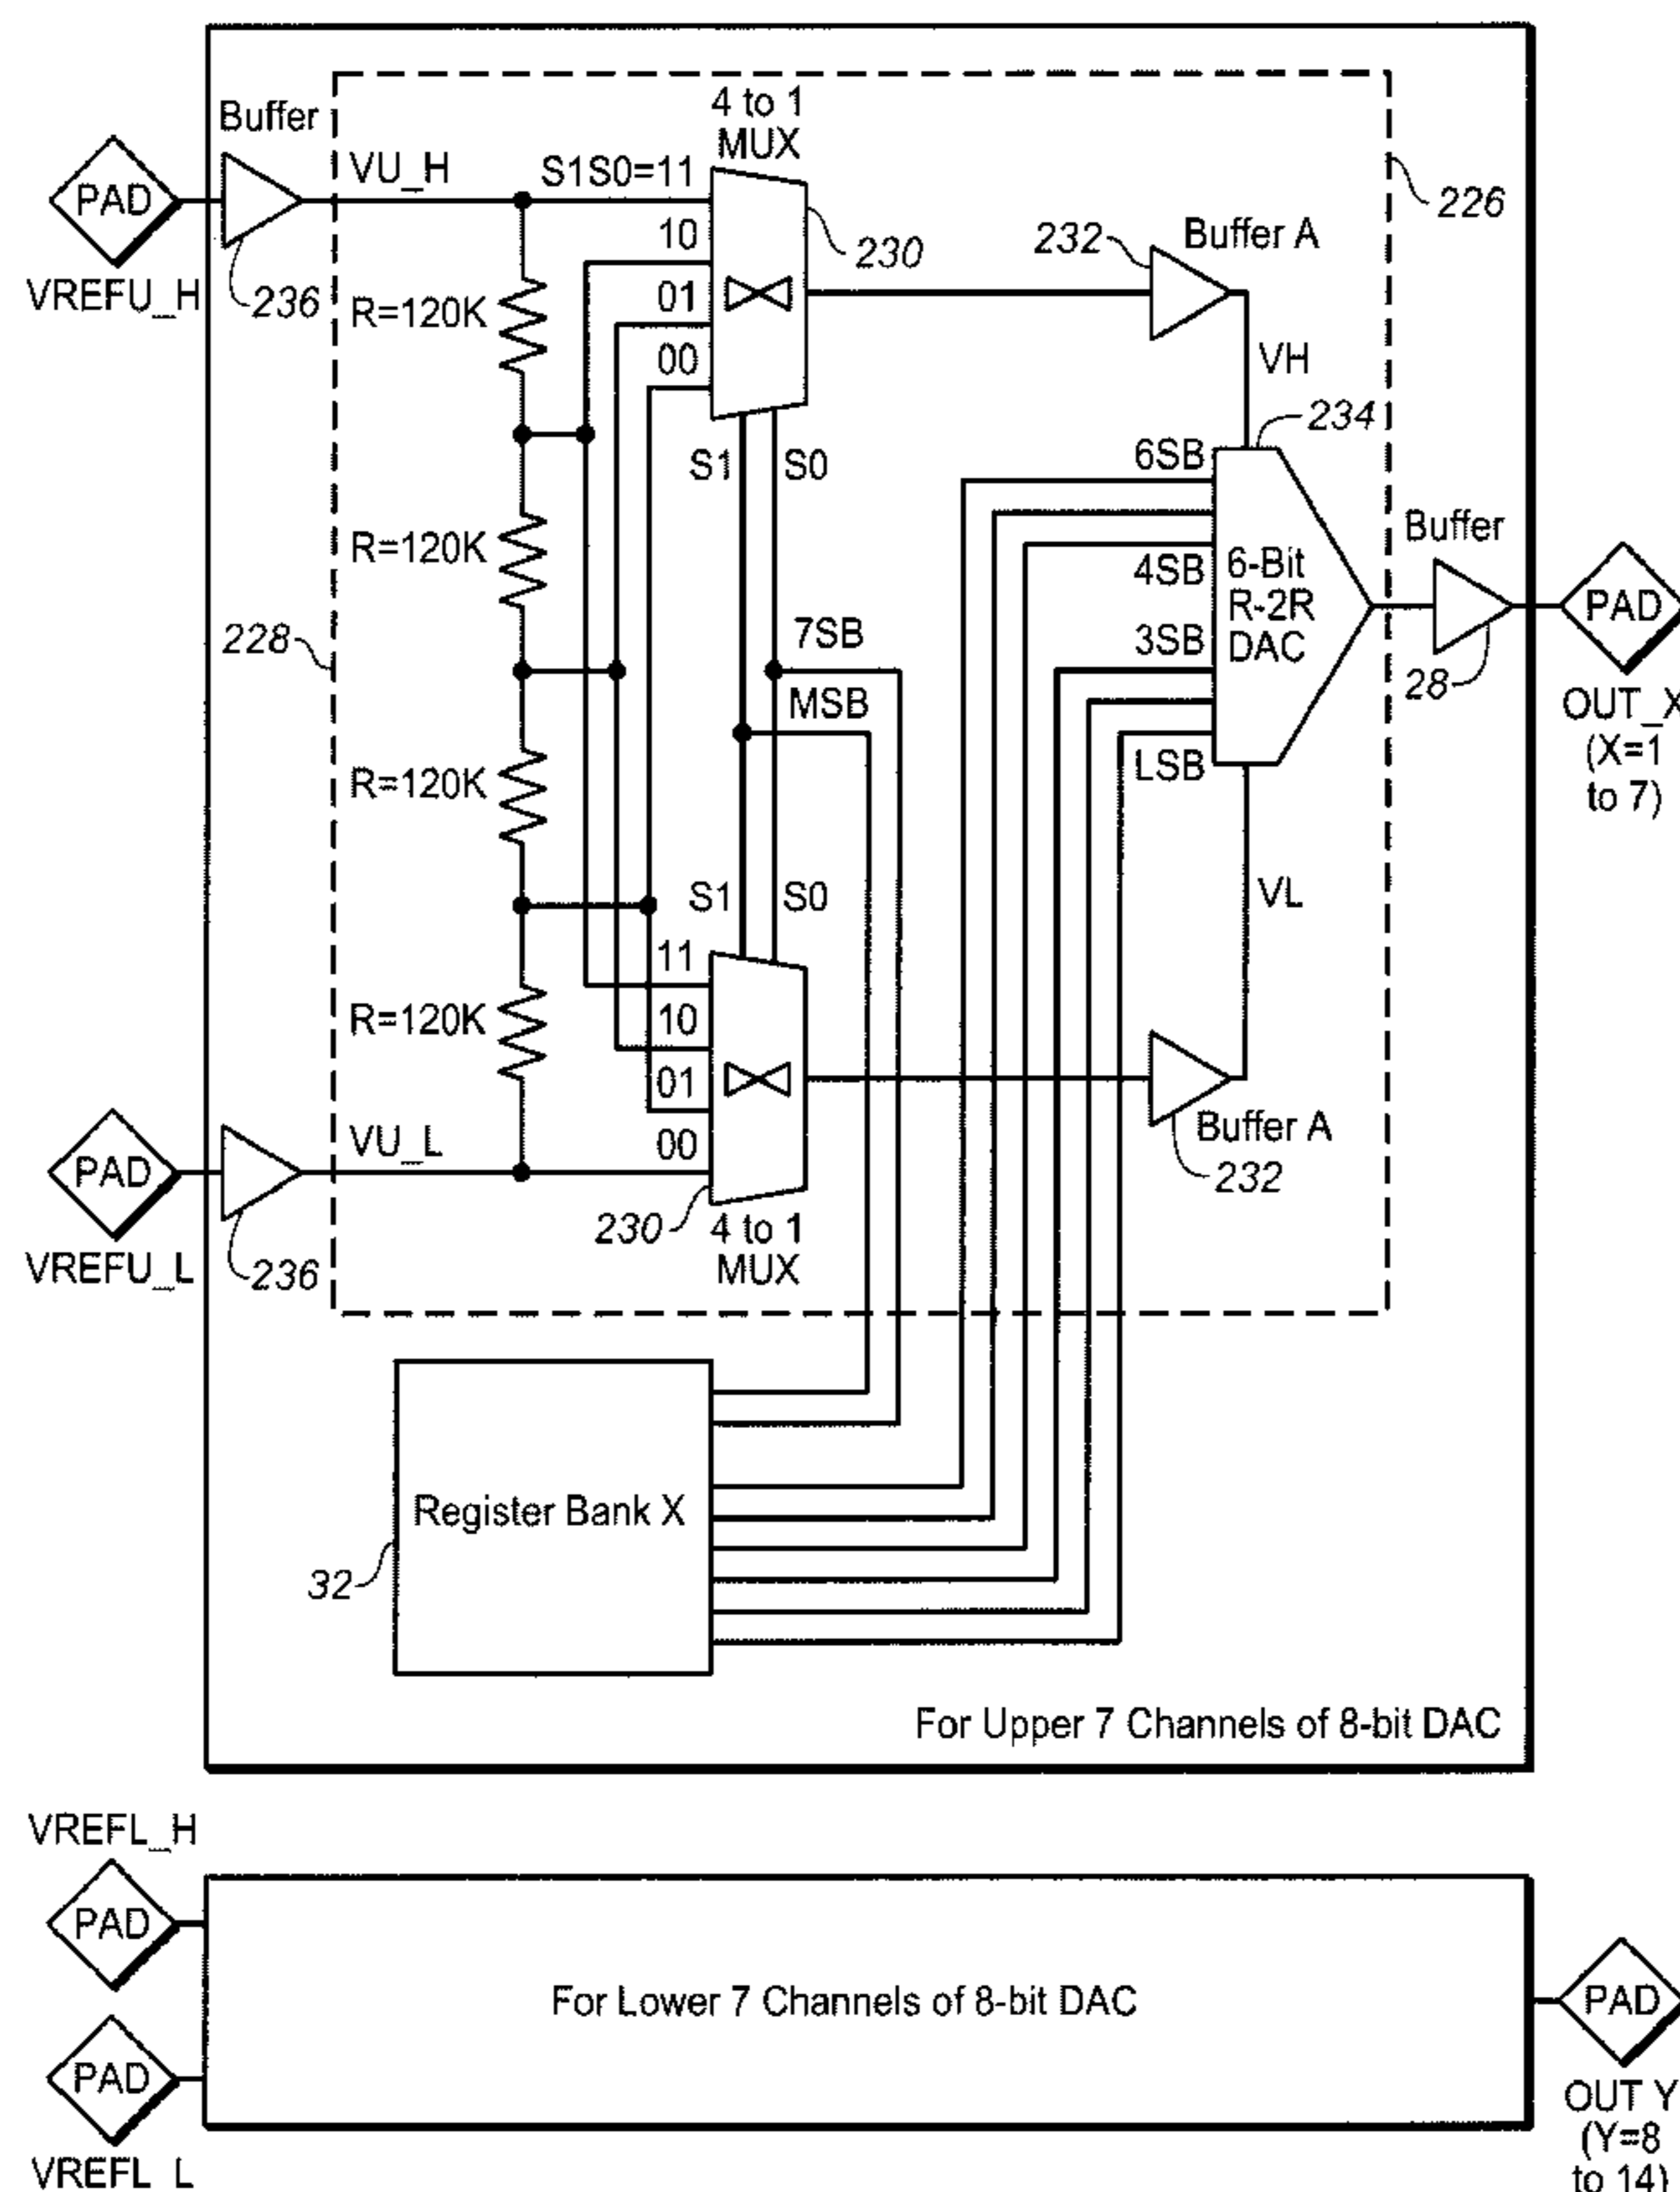 4 to 1
MUX
Buffer
PAD
VREFU_H
236
VU_H
S1S0=11
10
01
00
230
232
Buffer A
226
VH
234
R=120K
S1
S0
6SB
4SB
3SB
LSB
6-Bit
R-2R
DAC
Buffer
28
PAD
OUT_X
(X=1
to 7)
R=120K
228
7SB
MSB
R=120K
S1
S0
VL
11
10
01
00
R=120K
PAD
VREFU_L
236
VU_L
230
4 to 1
MUX
Buffer A
232
Register Bank X
32
For Upper 7 Channels of 8-bit DAC
VREFL_H
PAD
For Lower 7 Channels of 8-bit DAC
PAD
VREFL L
PAD
OUT Y
(Y=8
to 14)